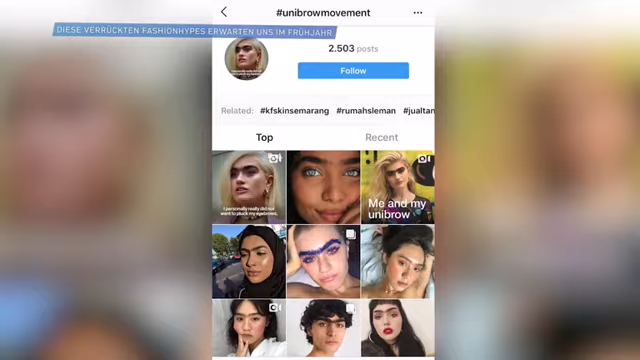 #unibrowmovement
DIESE VERRÜCKTEN FASHIONHYPES ERWARTEN UNS IM FRÜHJAHR
2.503 posts
Follow
Related: #kfskinsemarang #rumahsleman #jualtan
Top
Recent
I personally really did not
want to pluck my eyebrows,
Me and my
unibrow